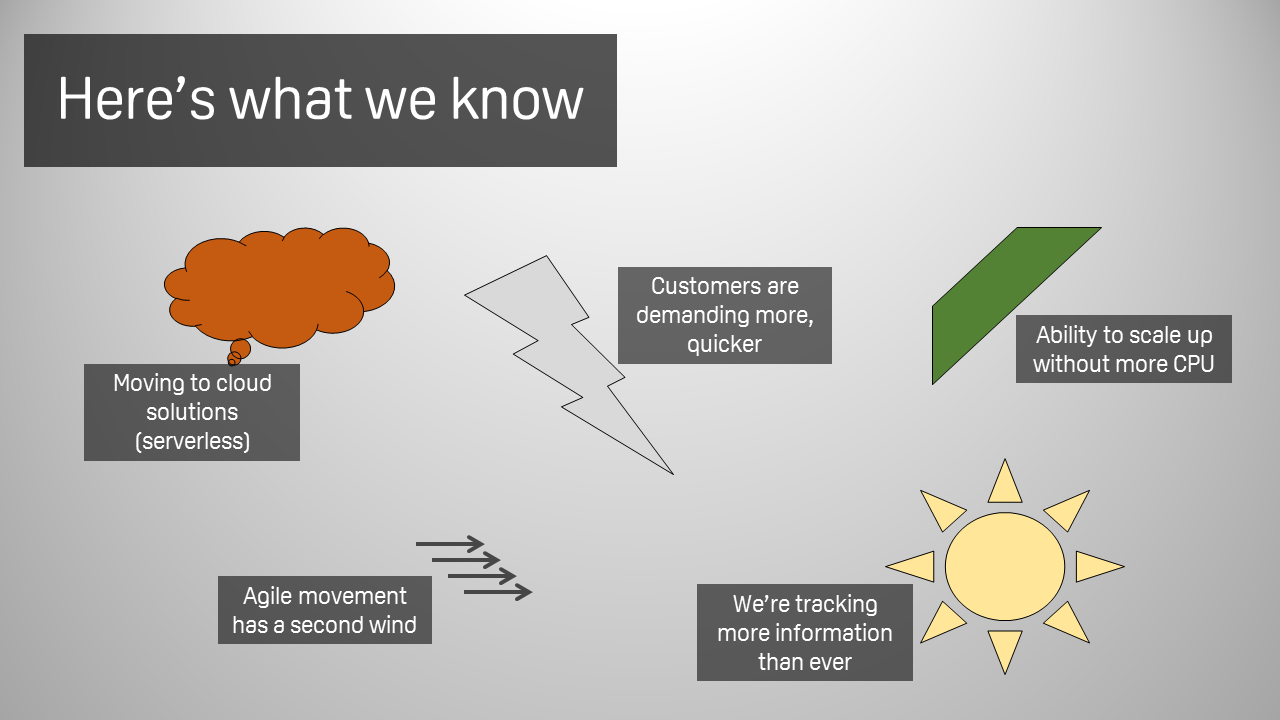 Here’s what we know
Moving to cloud
solutions
(serverless)
Customers are
demanding more,
quicker
Ability to scale up
without more CPU
Agile movement
has a second wind
We’re tracking
more information
than ever